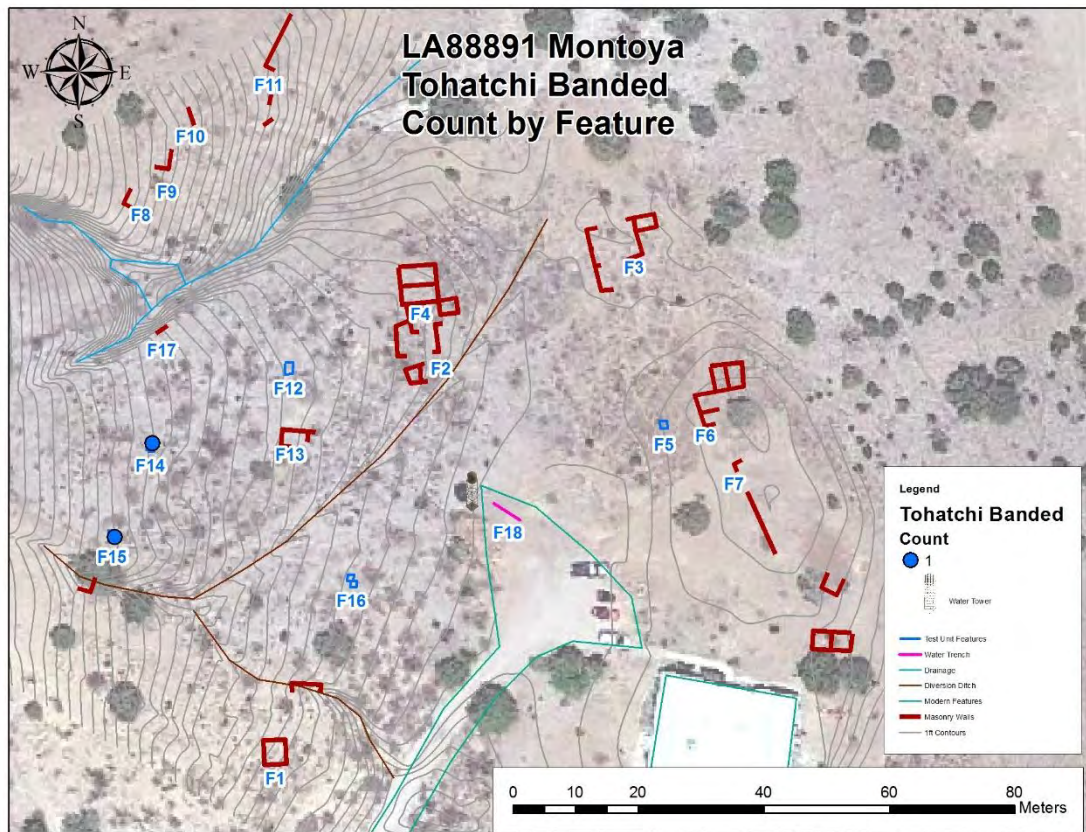 N
W E
S
LA88891 Montoya
Tohatchi Banded
Count by Feature
F11
F10
F9
F8
F3
F4
F17
F2
F12
F5
F6
F13
F14
F7
F18
F15
F16
F1
Legend
Tohatchi Banded
Count
1
Water Tower
Test Unit Features
Water Trench
Drainage
Diversion Ditch
Modern Features
Masonry Walls
1ft Contours
0 20 40 60 80
Meters